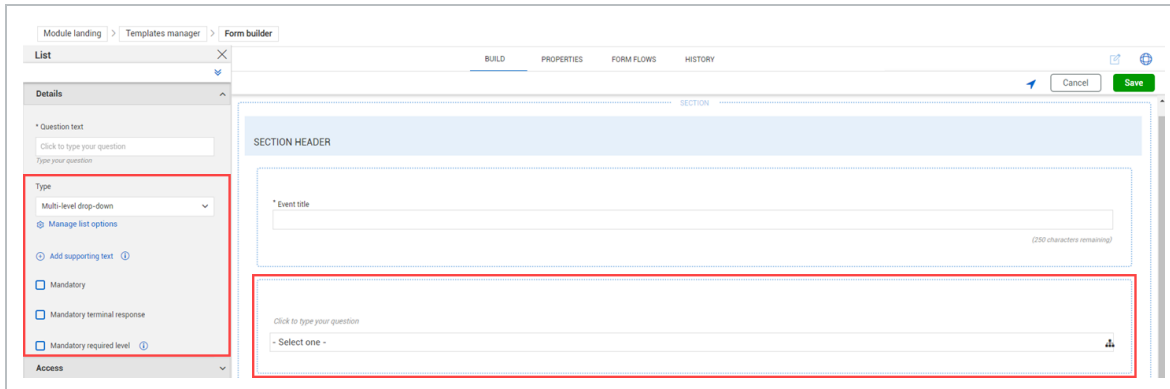 Module landing > Templates manager > Form builder
List
BUILD PROPERTIES FORM FLOWS HISTORY
Cancel Save
Details
SECTION
* Question text
Click to type your question
Type your question
SECTION HEADER
Type
Multi-level drop-down
Manage list options
* Event title
(250 characters remaining)
Add supporting text
Mandatory
Mandatory terminal response
Click to type your question
- Select one -
Mandatory required level
Access